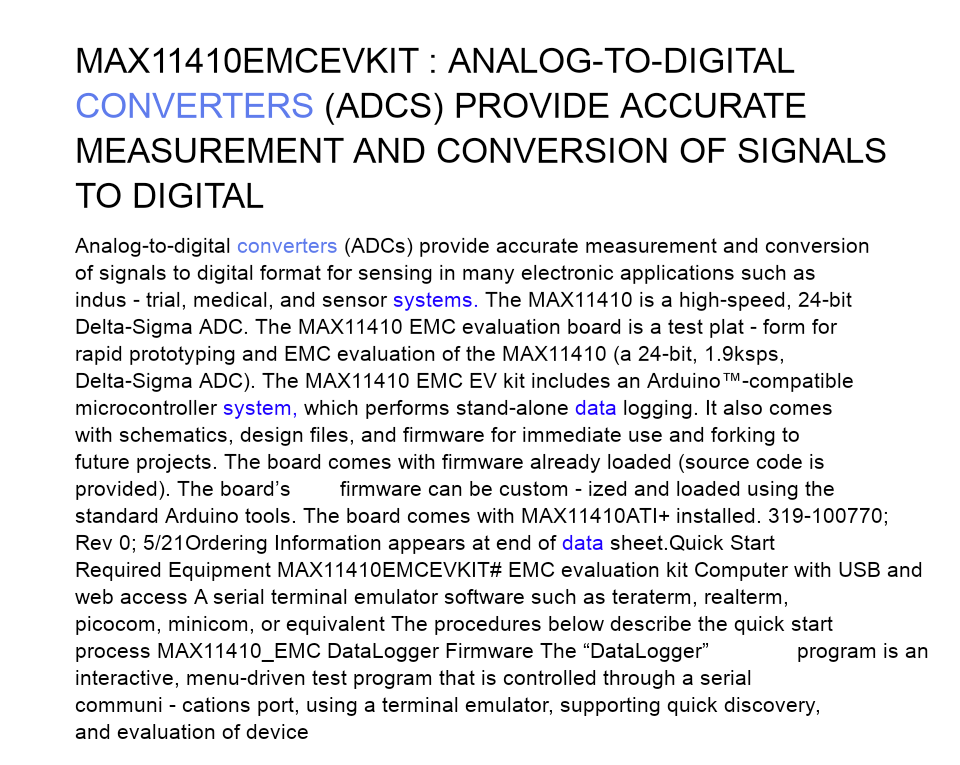 MAX11410EMCEVKIT : ANALOG-TO-DIGITAL
CONVERTERS (ADCS) PROVIDE ACCURATE
MEASUREMENT AND CONVERSION OF SIGNALS
TO DIGITAL
Analog-to-digital converters (ADCs) provide accurate measurement and conversion
of signals to digital format for sensing in many electronic applications such as
indus - trial, medical, and sensor systems. The MAX11410 is a high-speed, 24-bit
Delta-Sigma ADC. The MAX11410 EMC evaluation board is a test plat - form for
rapid prototyping and EMC evaluation of the MAX11410 (a 24-bit, 1.9ksps,
Delta-Sigma ADC). The MAX11410 EMC EV kit includes an Arduino™-compatible
microcontroller system, which performs stand-alone data logging. It also comes
with schematics, design files, and firmware for immediate use and forking to
future projects. The board comes with firmware already loaded (source code is
provided). The board’s firmware can be custom - ized and loaded using the
standard Arduino tools. The board comes with MAX11410ATI+ installed. 319-100770;
Rev 0; 5/21Ordering Information appears at end of data sheet.Quick Start
Required Equipment MAX11410EMCEVKIT# EMC evaluation kit Computer with USB and
web access A serial terminal emulator software such as teraterm, realterm,
picocom, minicom, or equivalent The procedures below describe the quick start
process MAX11410_EMC DataLogger Firmware The “DataLogger” program is an
interactive, menu-driven test program that is controlled through a serial
communi - cations port, using a terminal emulator, supporting quick discovery,
and evaluation of device